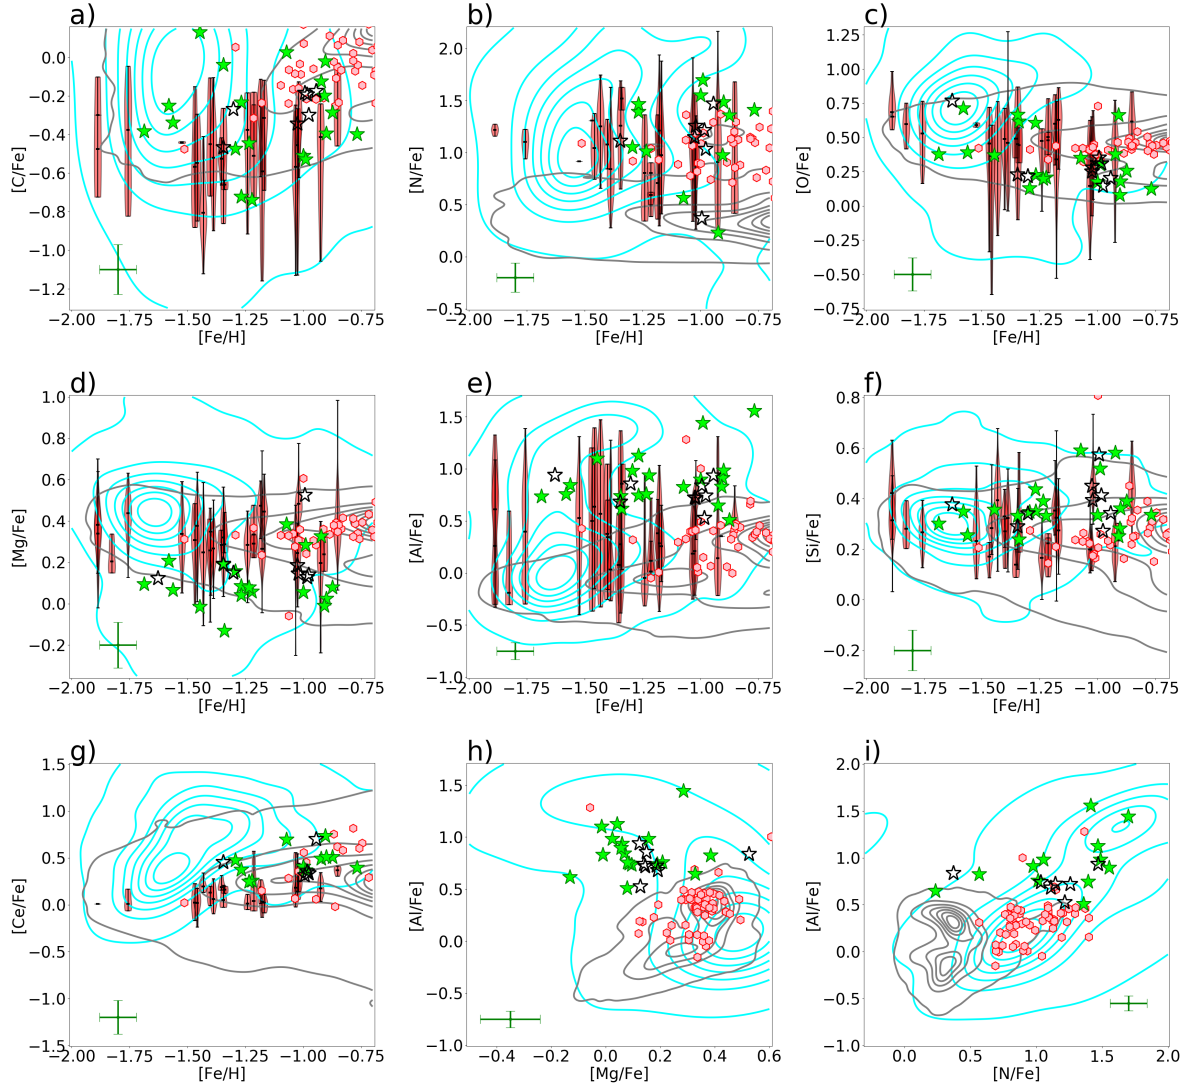 a)
0.0
−0.2
−0.4
−0.6
−0.8
−1.0
−1.2
[C/Fe]
−2.00 −1.75 −1.50 −1.25 −1.00 −0.75
[Fe/H]
b)
2.0
1.5
1.0
0.5
0.0
−0.5
[N/Fe]
−2.00 −1.75 −1.50 −1.25 −1.00 −0.75
[Fe/H]
c)
1.25
1.00
0.75
0.50
0.25
0.00
−0.25
−0.50
−0.75
[O/Fe]
−2.00 −1.75 −1.50 −1.25 −1.00 −0.75
[Fe/H]
d)
1.0
0.8
0.6
0.4
0.2
0.0
−0.2
[Mg/Fe]
−2.00 −1.75 −1.50 −1.25 −1.00 −0.75
[Fe/H]
e)
1.5
1.0
0.5
0.0
−0.5
−1.0
[Al/Fe]
−2.00 −1.75 −1.50 −1.25 −1.00 −0.75
[Fe/H]
f)
0.8
0.6
0.4
0.2
0.0
−0.2
[Si/Fe]
−2.00 −1.75 −1.50 −1.25 −1.00 −0.75
[Fe/H]
g)
1.5
1.0
0.5
0.0
−0.5
−1.0
−1.5
[Ce/Fe]
−2.00 −1.75 −1.50 −1.25 −1.00 −0.75
[Fe/H]
h)
1.5
1.0
0.5
0.0
−0.5
−1.0
[Al/Fe]
−0.4 −0.2 0.0 0.2 0.4 0.6
[Mg/Fe]
i)
2.0
1.5
1.0
0.5
0.0
−0.5
−1.0
[Al/Fe]
0.0 0.5 1.0 1.5 2.0
[N/Fe]